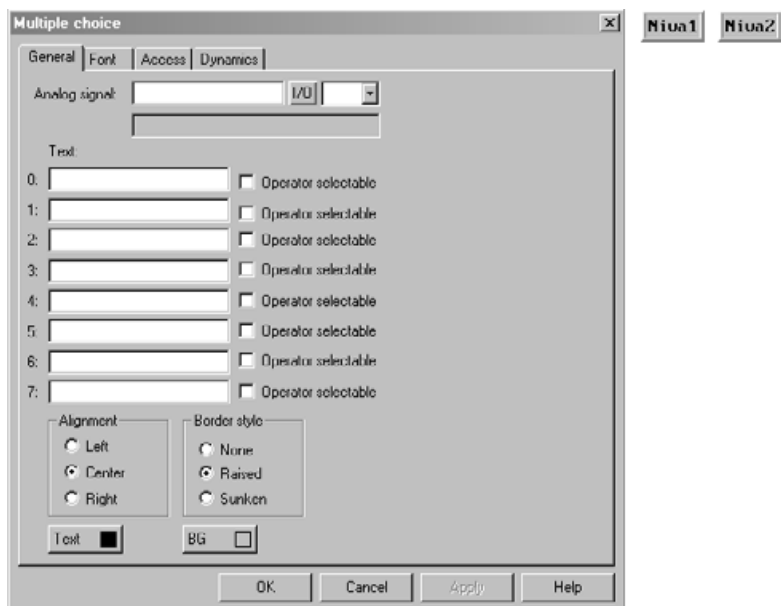 Multiple choice
Niva1 Niva2
General Font Access Dynamics
Analog signal: I/O
Text:
0: Operator selectable
1: Operator selectable
2: Operator selectable
3: Operator selectable
4: Operator selectable
5: Operator selectable
6: Operator selectable
7: Operator selectable
Alignment Border style
Left None
Center Raised
Right Sunken
Text BG
OK Cancel Apply Help